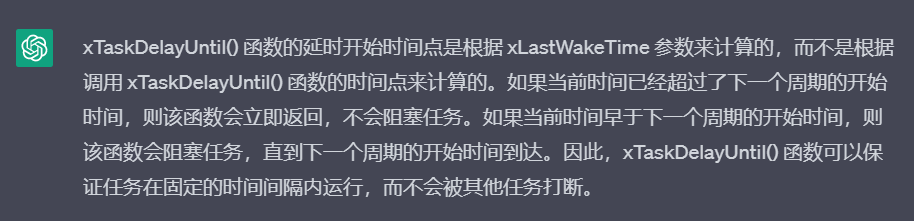 xTaskDelayUntil() 函数的延时开始时间点是根据 xLastWakeTime 参数来计算的，而不是根据
调用 xTaskDelayUntil() 函数的时间点来计算的。如果当前时间已经超过了下一个周期的开始
时间，则该函数会立即返回，不会阻塞任务。如果当前时间早于下一个周期的开始时间，则
该函数会阻塞任务，直到下一个周期的开始时间到达。因此，xTaskDelayUntil() 函数可以保
证任务在固定的时间间隔内运行，而不会被其他任务打断。